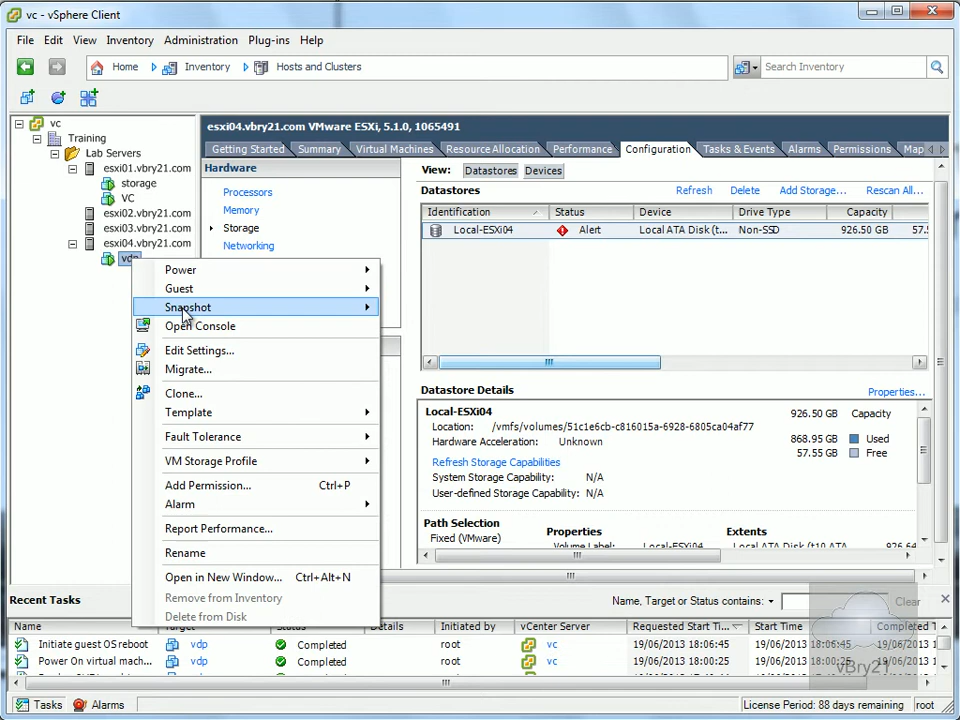 vc - vSphere Client
File Edit View Inventory Administration Plug-ins Help
Home Inventory Hosts and Clusters Search Inventory
vc
Training
Lab Servers
esxi01.vbry21.com
storage
VC
esxi02.vbry21.com
esxi03.vbry21.com
esxi04.vbry21.com
vdp
esxi04.vbry21.com VMware ESXi, 5.1.0, 1065491
Getting Started Summary Virtual Machines Resource Allocation Performance Configuration Tasks & Events Alarms Permissions Map
Hardware
Processors
Memory
Storage
Networking
View: Datastores Devices
Datastores Refresh Delete Add Storage... Rescan All...
Identification Status Device Drive Type Capacity
Local-ESXi04 Alert Local ATA Disk (t... Non-SSD 926.50 GB 57.
Power
Guest
Snapshot
Open Console
Edit Settings...
Migrate...
Clone...
Template
Fault Tolerance
VM Storage Profile
Add Permission... Ctrl+P
Alarm
Report Performance...
Rename
Open in New Window... Ctrl+Alt+N
Remove from Inventory
Delete from Disk
Datastore Details Properties...
Local-ESXi04 926.50 GB Capacity
Location: /vmfs/volumes/51c1e6cb-c816015a-6928-6805ca04af77
Hardware Acceleration: Unknown
868.95 GB Used
57.55 GB Free
Refresh Storage Capabilities
System Storage Capability: N/A
User-defined Storage Capability: N/A
Path Selection Properties Extents
Fixed (VMware) Volume Label: Local-ESXi04 Local ATA Disk (t10.ATA 926.64
Recent Tasks Name, Target or Status contains: Clear
Name Target Status Details Initiated by vCenter Server Requested Start Ti... Start Time Completed T
Initiate guest OS reboot vdp Completed root vc 19/06/2013 18:06:45 19/06/2013 18:06:45 19/06/2013 1
Power On virtual mach... vdp Completed root vc 19/06/2013 18:00:25 19/06/2013 18:00:25 19/06/2013 1
vBry21
Tasks Alarms License Period: 88 days remaining root